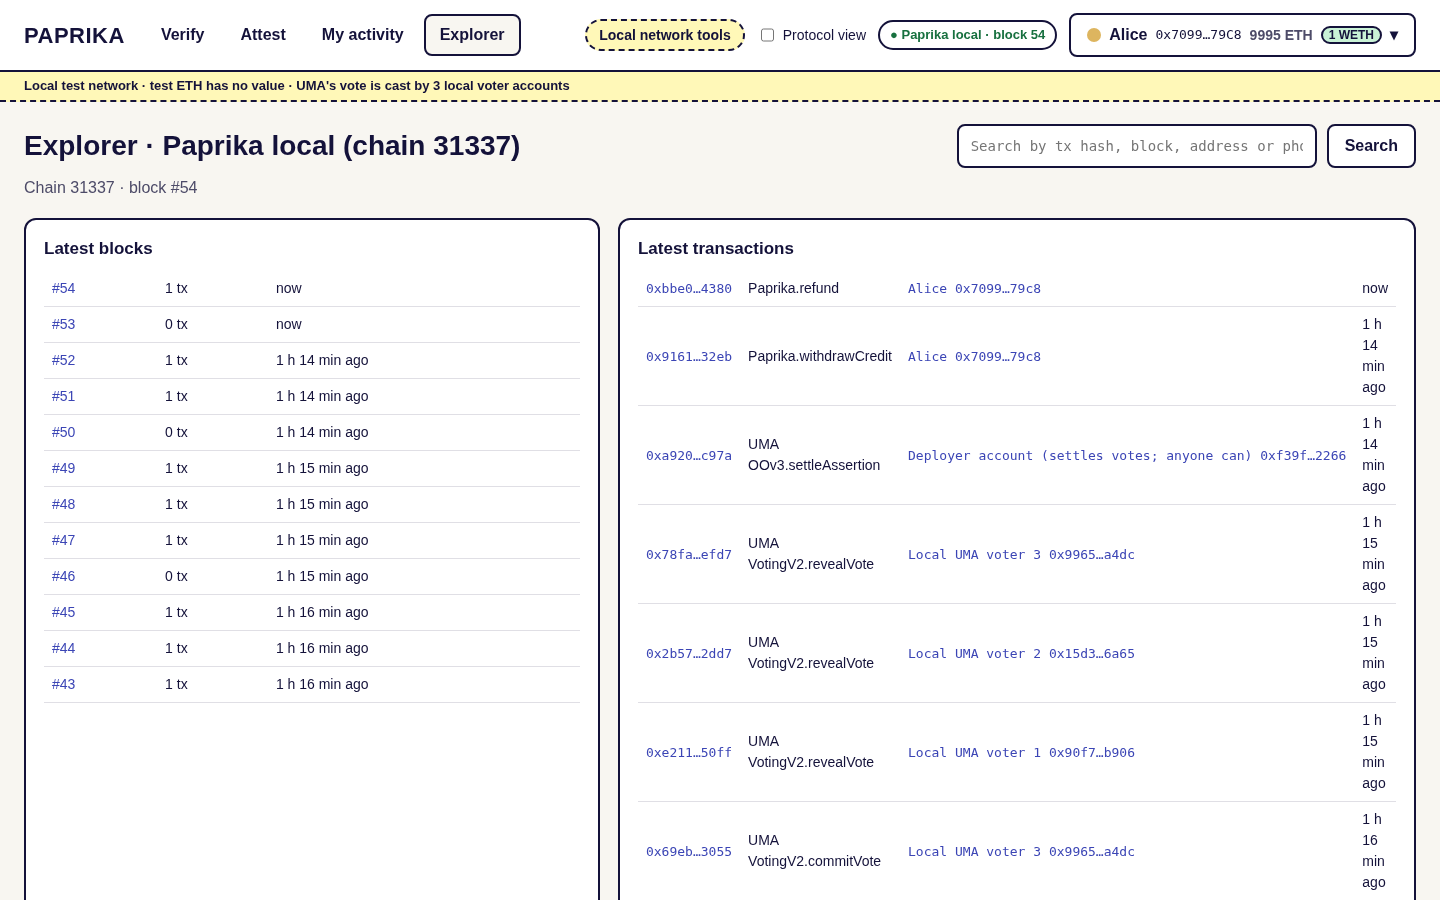 PAPRIKA Verify Attest My activity Explorer Local network tools Protocol view ● Paprika local · block 54 Alice 0x7099…79C8 9995 ETH 1 WETH ▾
Local test network · test ETH has no value · UMA's vote is cast by 3 local voter accounts
Explorer · Paprika local (chain 31337)
Search by tx hash, block, address or pho
Search
Chain 31337 · block #54
Latest blocks
#54 1 tx now
#53 0 tx now
#52 1 tx 1 h 14 min ago
#51 1 tx 1 h 14 min ago
#50 0 tx 1 h 14 min ago
#49 1 tx 1 h 15 min ago
#48 1 tx 1 h 15 min ago
#47 1 tx 1 h 15 min ago
#46 0 tx 1 h 15 min ago
#45 1 tx 1 h 16 min ago
#44 1 tx 1 h 16 min ago
#43 1 tx 1 h 16 min ago
Latest transactions
0xbbe0…4380 Paprika.refund Alice 0x7099…79c8 now
0x9161…32eb Paprika.withdrawCredit Alice 0x7099…79c8
1 h
14
min
ago
0xa920…c97a
UMA
OOv3.settleAssertion
Deployer account (settles votes; anyone can) 0xf39f…2266
1 h
14
min
ago
0x78fa…efd7
UMA
VotingV2.revealVote
Local UMA voter 3 0x9965…a4dc
1 h
15
min
ago
0x2b57…2dd7
UMA
VotingV2.revealVote
Local UMA voter 2 0x15d3…6a65
1 h
15
min
ago
0xe211…50ff
UMA
VotingV2.revealVote
Local UMA voter 1 0x90f7…b906
1 h
15
min
ago
0x69eb…3055
UMA
VotingV2.commitVote
Local UMA voter 3 0x9965…a4dc
1 h
16
min
ago